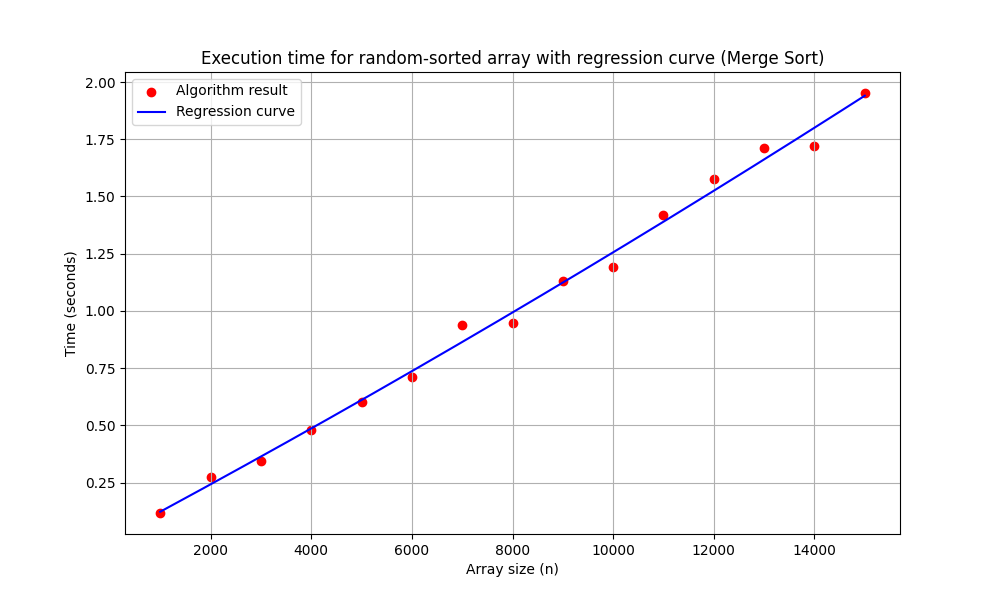 Execution time for random-sorted array with regression curve (Merge Sort)
Algorithm result
Regression curve
2.00
1.75
1.50
1.25
1.00
0.75
0.50
0.25
Time (seconds)
2000 4000 6000 8000 10000 12000 14000
Array size (n)